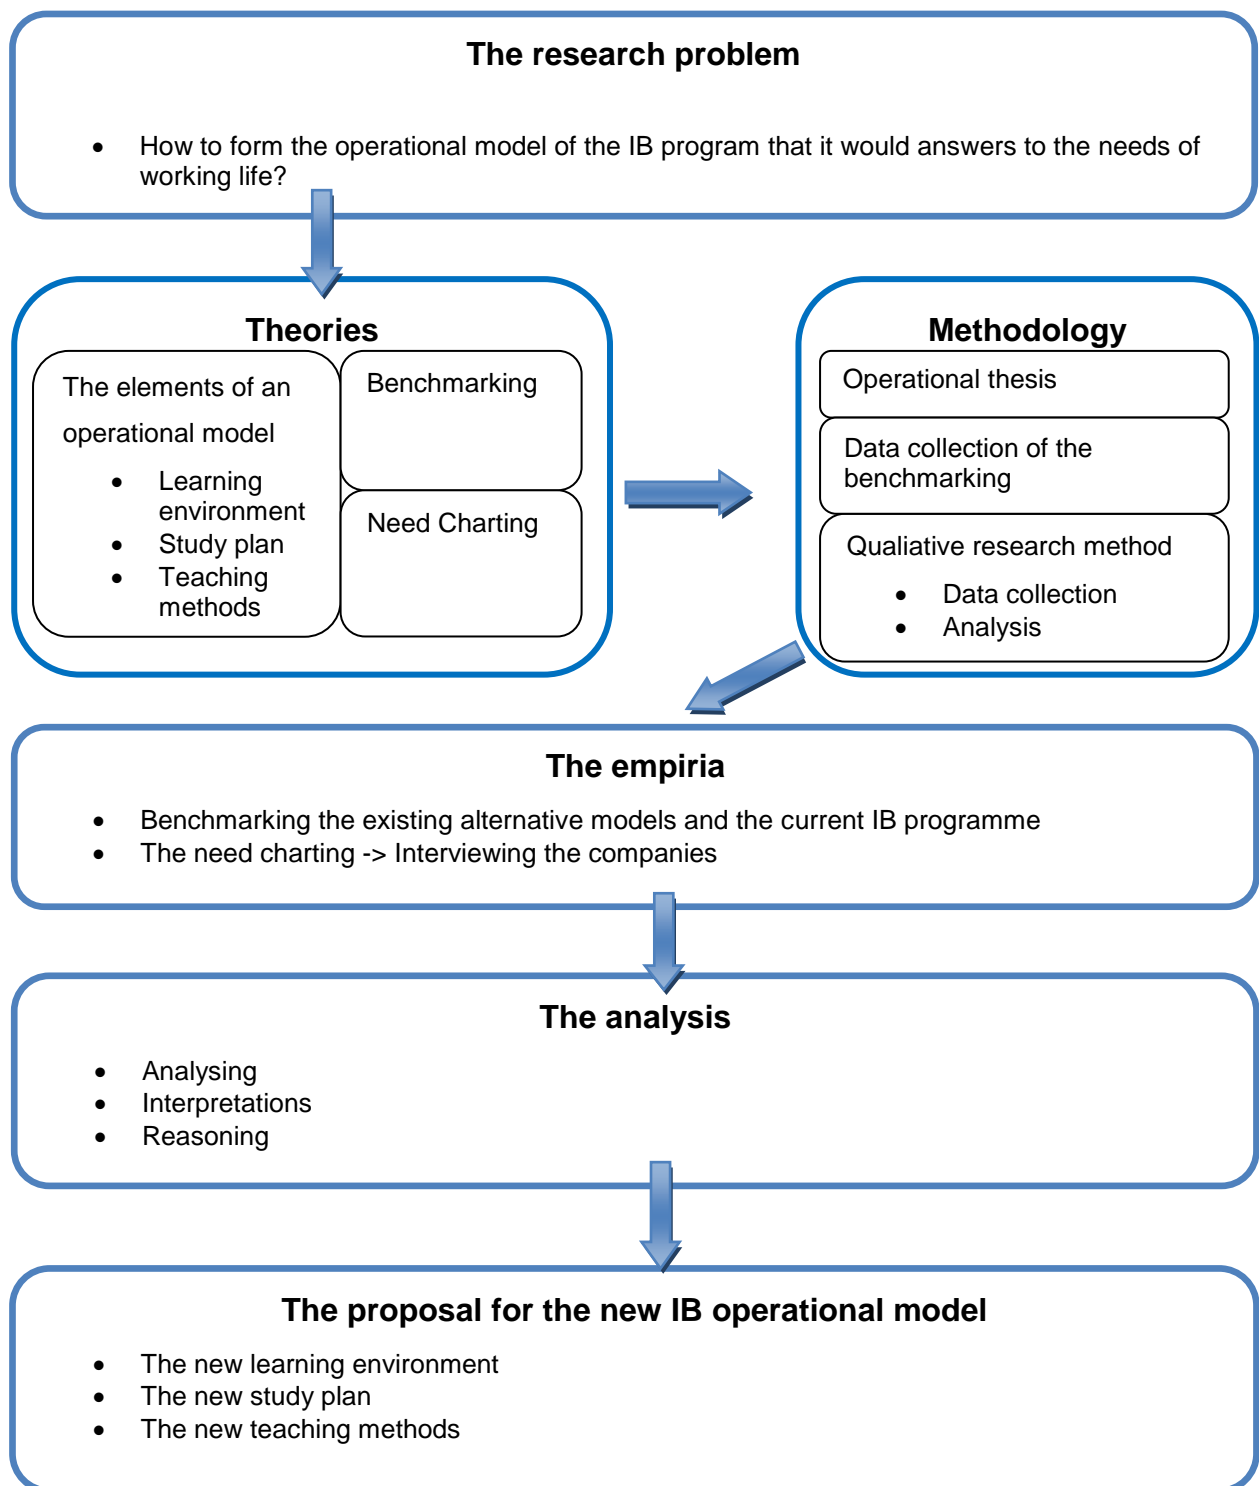 The research problem
• How to form the operational model of the IB program that it would answers to the needs of
working life?
Theories
The elements of an
operational model
• Learning
environment
• Study plan
• Teaching
methods
Benchmarking
Need Charting
Methodology
Operational thesis
Data collection of the
benchmarking
Qualiative research method
• Data collection
• Analysis
The empiria
• Benchmarking the existing alternative models and the current IB programme
• The need charting -> Interviewing the companies
The analysis
• Analysing
• Interpretations
• Reasoning
The proposal for the new IB operational model
• The new learning environment
• The new study plan
• The new teaching methods